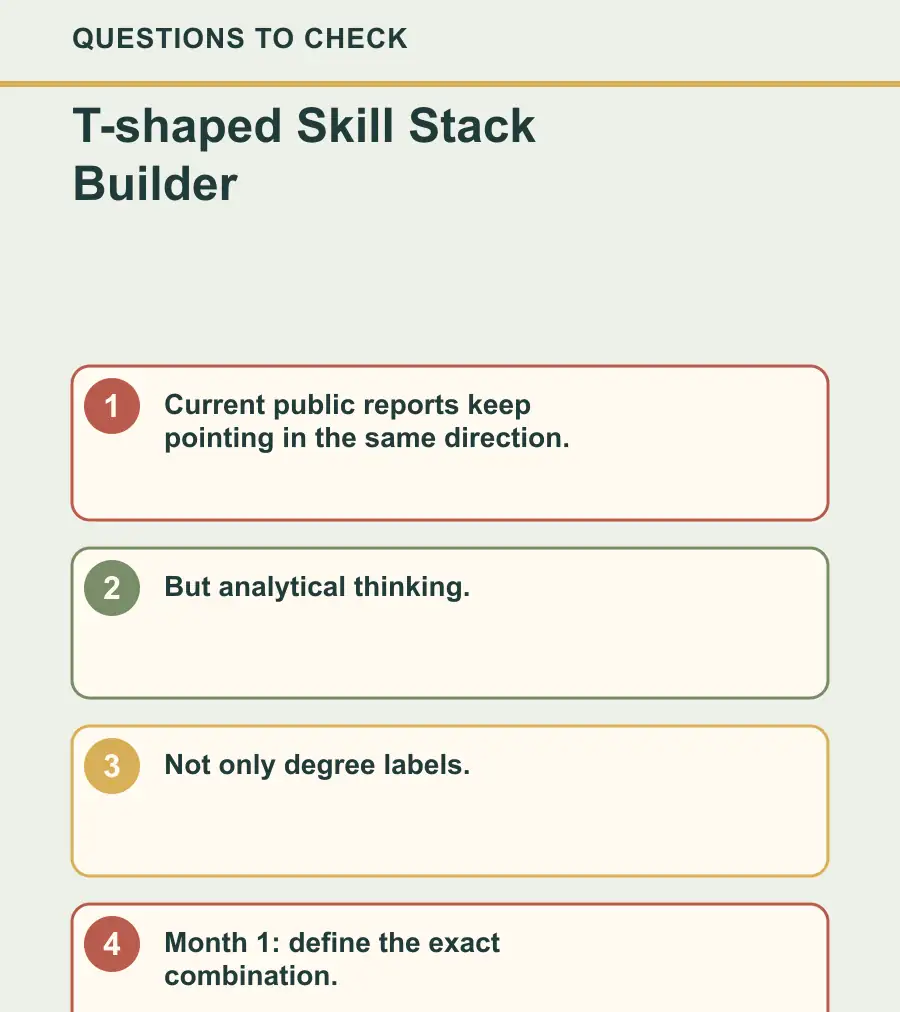 QUESTIONS TO CHECK
T-shaped Skill Stack
Builder
1
Current public reports keep
pointing in the same direction.
2
But analytical thinking.
3
Not only degree labels.
4
Month 1: define the exact
combination.